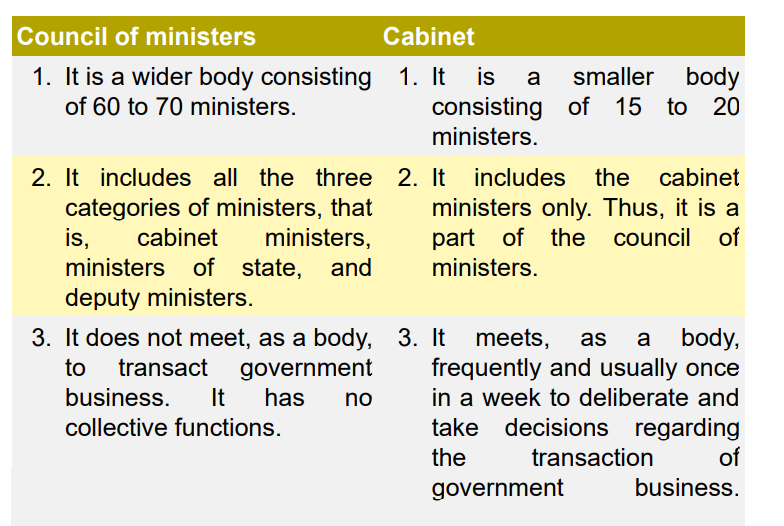 Council of ministers
Cabinet
1. It is a wider body consisting
of 60 to 70 ministers.
1. It is a smaller body
consisting of 15 to 20
ministers.
2. It includes all the three
categories of ministers, that
is, cabinet ministers,
ministers of state, and
deputy ministers.
2. It includes the cabinet
ministers only. Thus, it is a
part of the council of
ministers.
3. It does not meet, as a body,
to transact government
business. It has no
collective functions.
3. It meets, as a body,
frequently and usually once
in a week to deliberate and
take decisions regarding
the transaction of
government business.